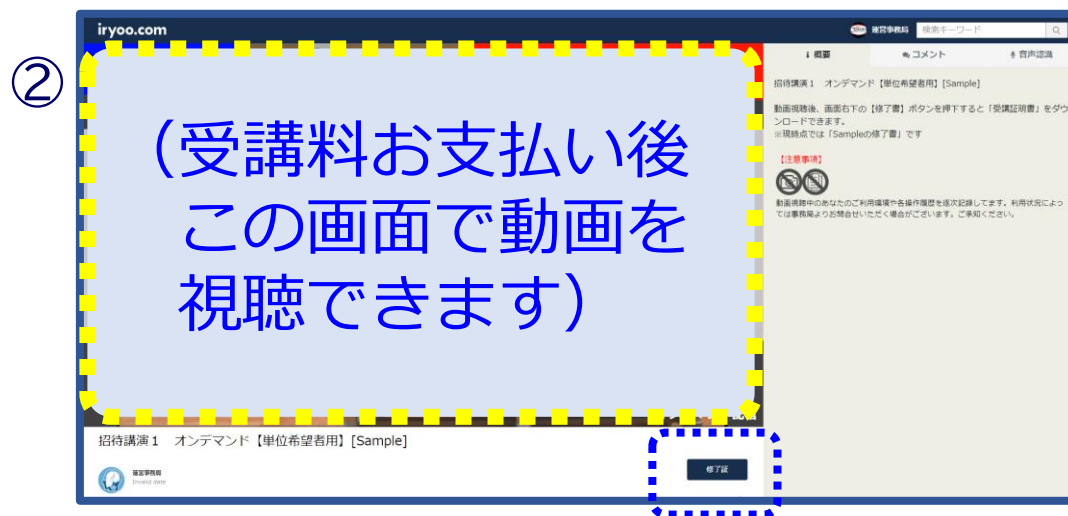 ②
iryoo.com
運営事務局
検索キーワード
（受講料お支払い後
この画面で動画を
視聴できます）
招待講演１ オンデマンド【単位希望者用】[Sample]
運営事務局
Invalid date
修了証
i 概要
コメント
音声認識
招待講演１ オンデマンド【単位希望者用】[Sample]
動画視聴後、画面右下の【修了書】ボタンを押下すると「受講証明書」をダウ
ンロードできます。
※現時点では「Sampleの修了書」です
【注意事項】
動画視聴中のあなたのご利用環境や各操作履歴を逐次記録してます。利用状況によっ
ては事務局よりお問合せいただく場合がございます。ご承知ください。